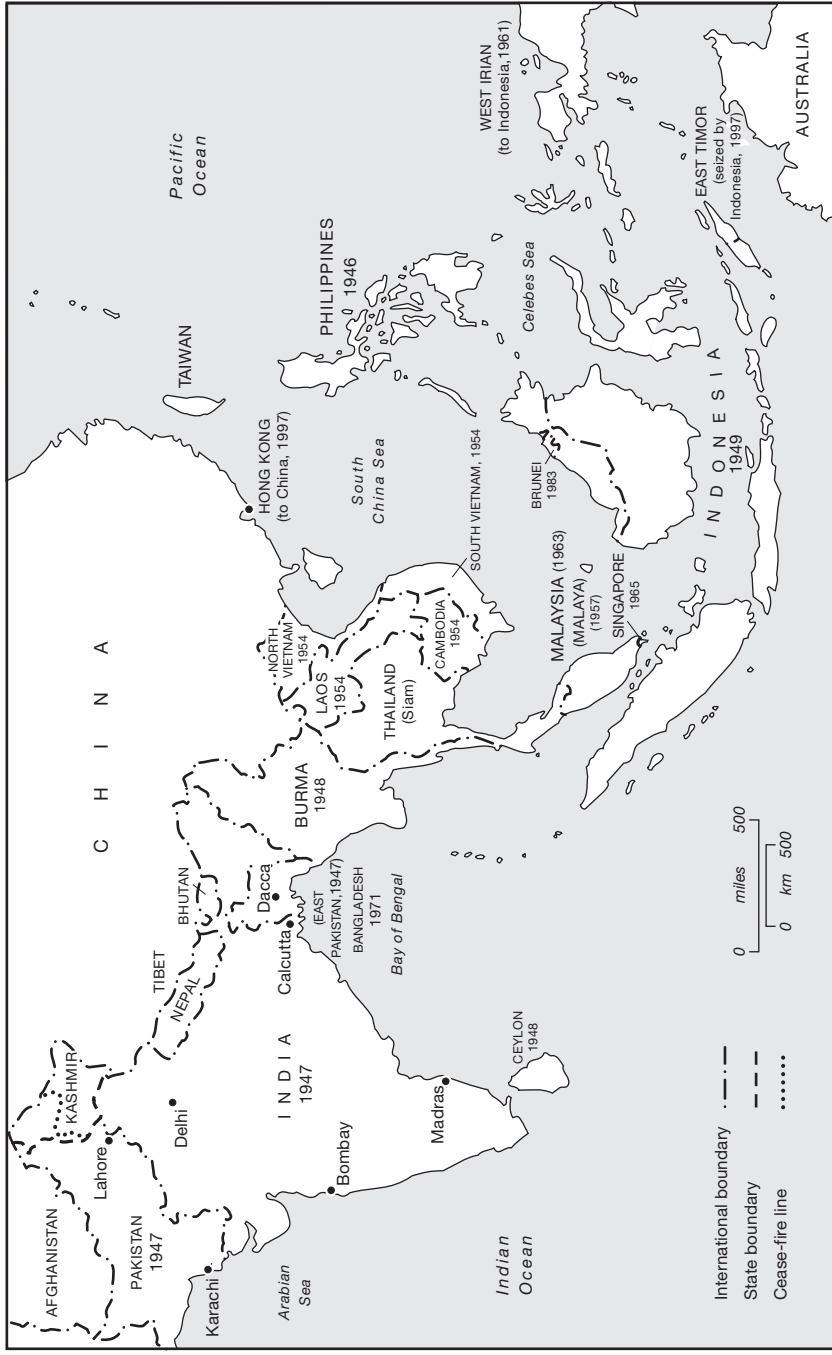 AFGHANISTAN
PAKISTAN
1947
Karachi
Lahore
KASHMIR
Delhi
TIBET
NEPAL
BHUTAN
C H I N A
I N D I A
1947
Bombay
Madras
Calcutta
Dacca
(EAST
PAKISTAN,1947)
BANGLADESH
1971
Bay of Bengal
CEYLON
1948
Arabian
Sea
Indian
Ocean
BURMA
1948
NORTH
VIETNAM
1954
LAOS
1954
THAILAND
(Siam)
CAMBODIA
1954
SOUTH VIETNAM, 1954
HONG KONG
(to China, 1997)
TAIWAN
South
China Sea
Pacific
Ocean
PHILIPPINES
1946
MALAYSIA (1963)
(MALAYA)
(1957)
SINGAPORE
1965
BRUNEI
1983
Celebes Sea
I N D O N E S I A
1949
WEST IRIAN
(to Indonesia,1961)
EAST TIMOR
(seized by
Indonesia, 1997)
AUSTRALIA
International boundary
State boundary
Cease-fire line
0 miles 500
0 km 500